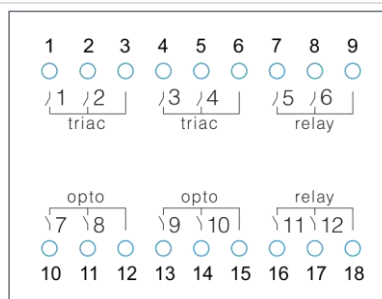 1 2 3 4 5 6 7 8 9
1 2 3 4 5 6
triac triac relay
opto opto relay
7 8 9 10 11 12
10 11 12 13 14 15 16 17 18